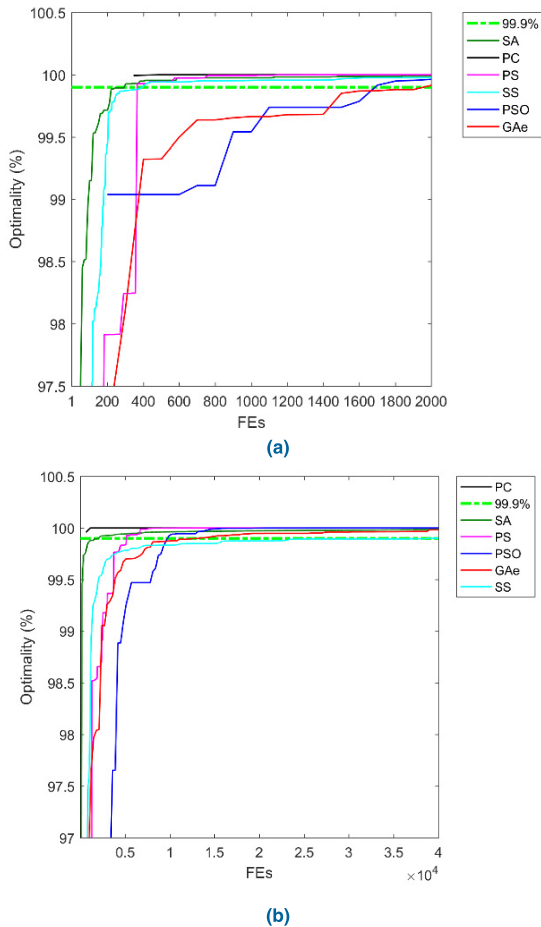 100.5
100
99.5
99
98.5
98
97.5
Optimality (%)
1 200 400 600 800 1000 1200 1400 1600 1800 2000
FEs
99.9%
SA
PC
PS
SS
PSO
GAe
(a)
100.5
100
99.5
99
98.5
98
97.5
97
Optimality (%)
0.5 1 1.5 2 2.5 3 3.5 4
FEs
×10⁴
PC
99.9%
SA
PS
PSO
GAe
SS
(b)